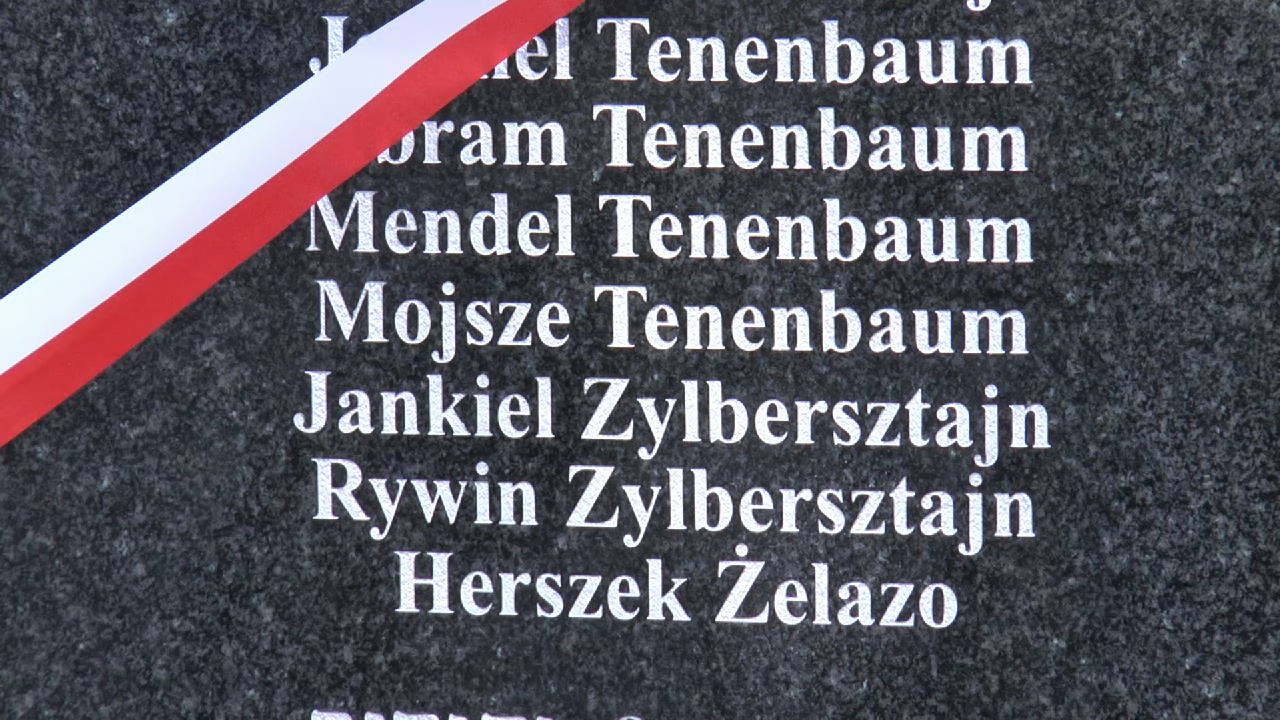 Tenenbaum
Tenenbaum
Mendel Tenenbaum
Mojsze Tenenbaum
Jankiel Zylbersztajn
Rywin Zylbersztajn
Herszek Żelazo